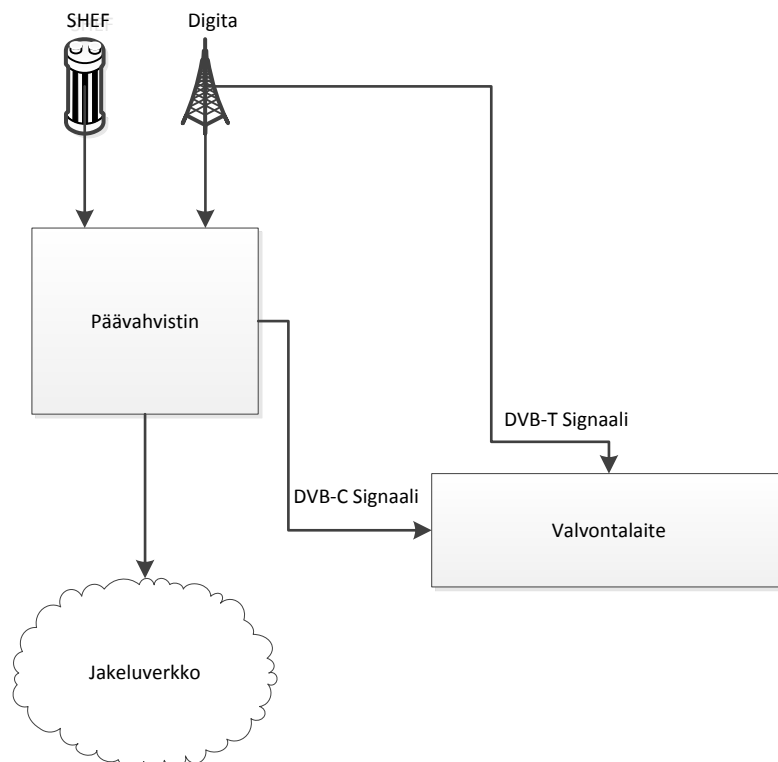 SHEF
Digita
Päävahvistin
DVB-T Signaali
DVB-C Signaali
Valvontalaite
Jakeluverkko